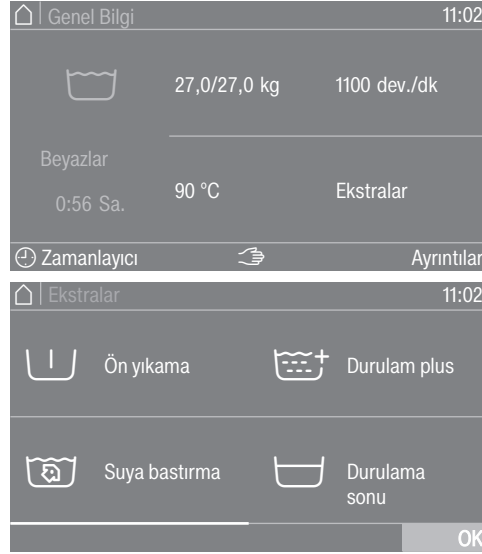 Genel Bilgi 11:02
27,0/27,0 kg 1100 dev./dk
Beyazlar
0:56 Sa.
90 °C Ekstralar
Zamanlayıcı Ayrıntılar
Ekstralar 11:02
Ön yıkama Durulam plus
Suya bastırma Durulama
sonu
OK